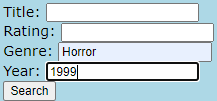 Title:
Rating:
Genre: Horror
Year: 1999
Search